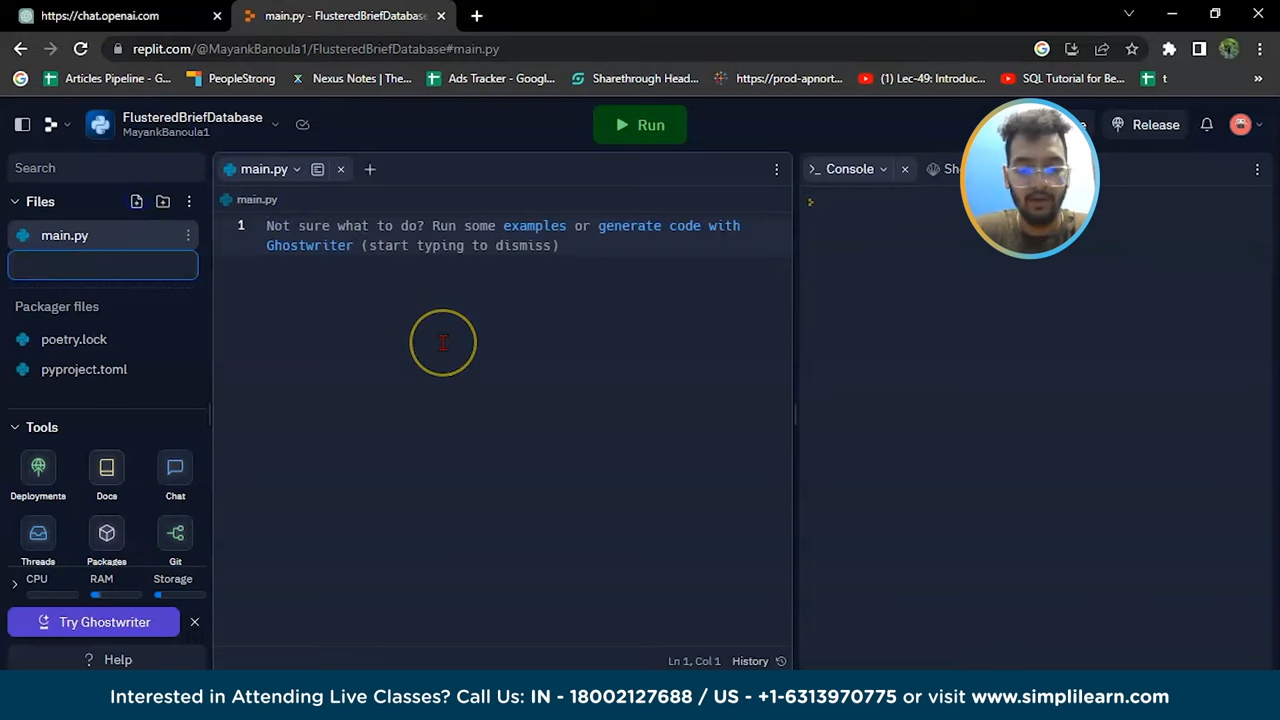 https://chat.openai.com
main.py - FlusteredBriefDatabase
replit.com/@MayankBanoula1/FlusteredBriefDatabase#main.py
Articles Pipeline - G...
PeopleStrong
Nexus Notes | The...
Ads Tracker - Googl...
Sharethrough Head...
https://prod-apnort...
(1) Lec-49: Introduc...
SQL Tutorial for Be...
t
»
FlusteredBriefDatabase
MayankBanoula1
Run
Release
Search
main.py
Console
Files
main.py
main.py
1 Not sure what to do? Run some examples or generate code with
Ghostwriter (start typing to dismiss)
Packager files
poetry.lock
pyproject.toml
Tools
Deployments
Docs
Chat
Threads
Packages
Git
CPU
RAM
Storage
Try Ghostwriter
Help
Ln 1, Col 1
History
Interested in Attending Live Classes? Call Us: IN - 18002127688 / US - +1-6313970775 or visit www.simplilearn.com